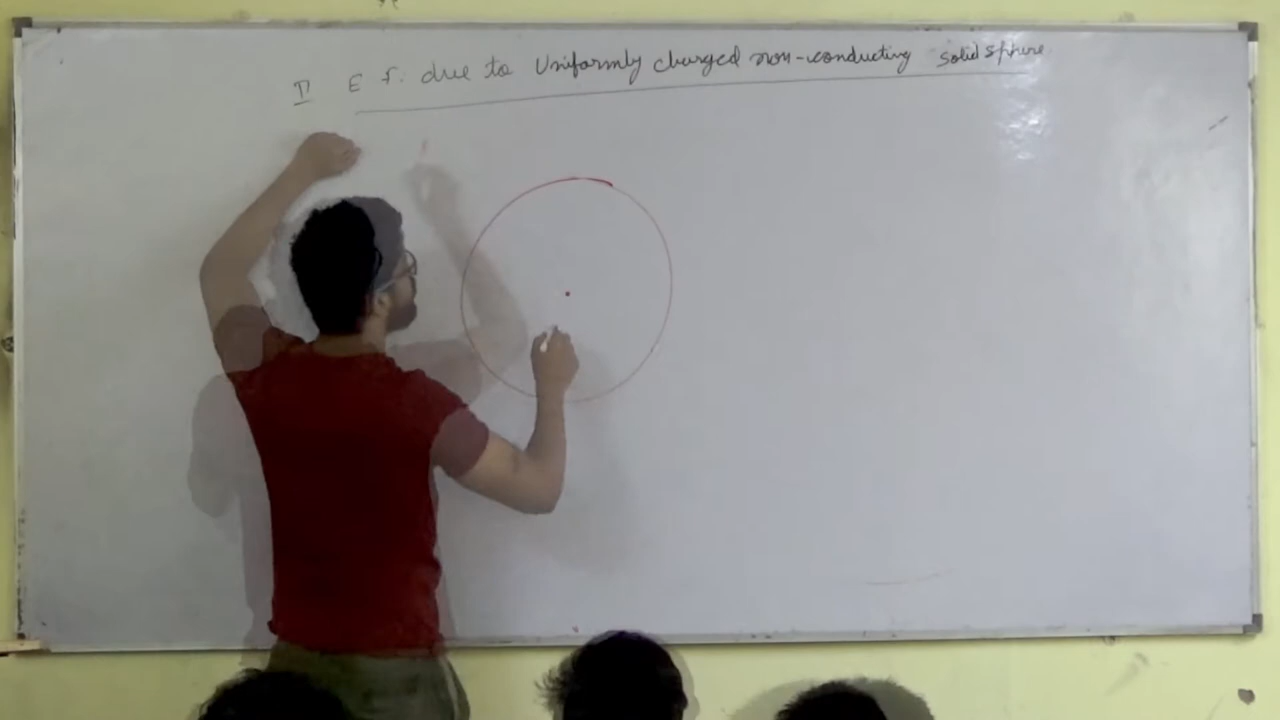 II E f. due to Uniformly charged non-conducting solid sphere.